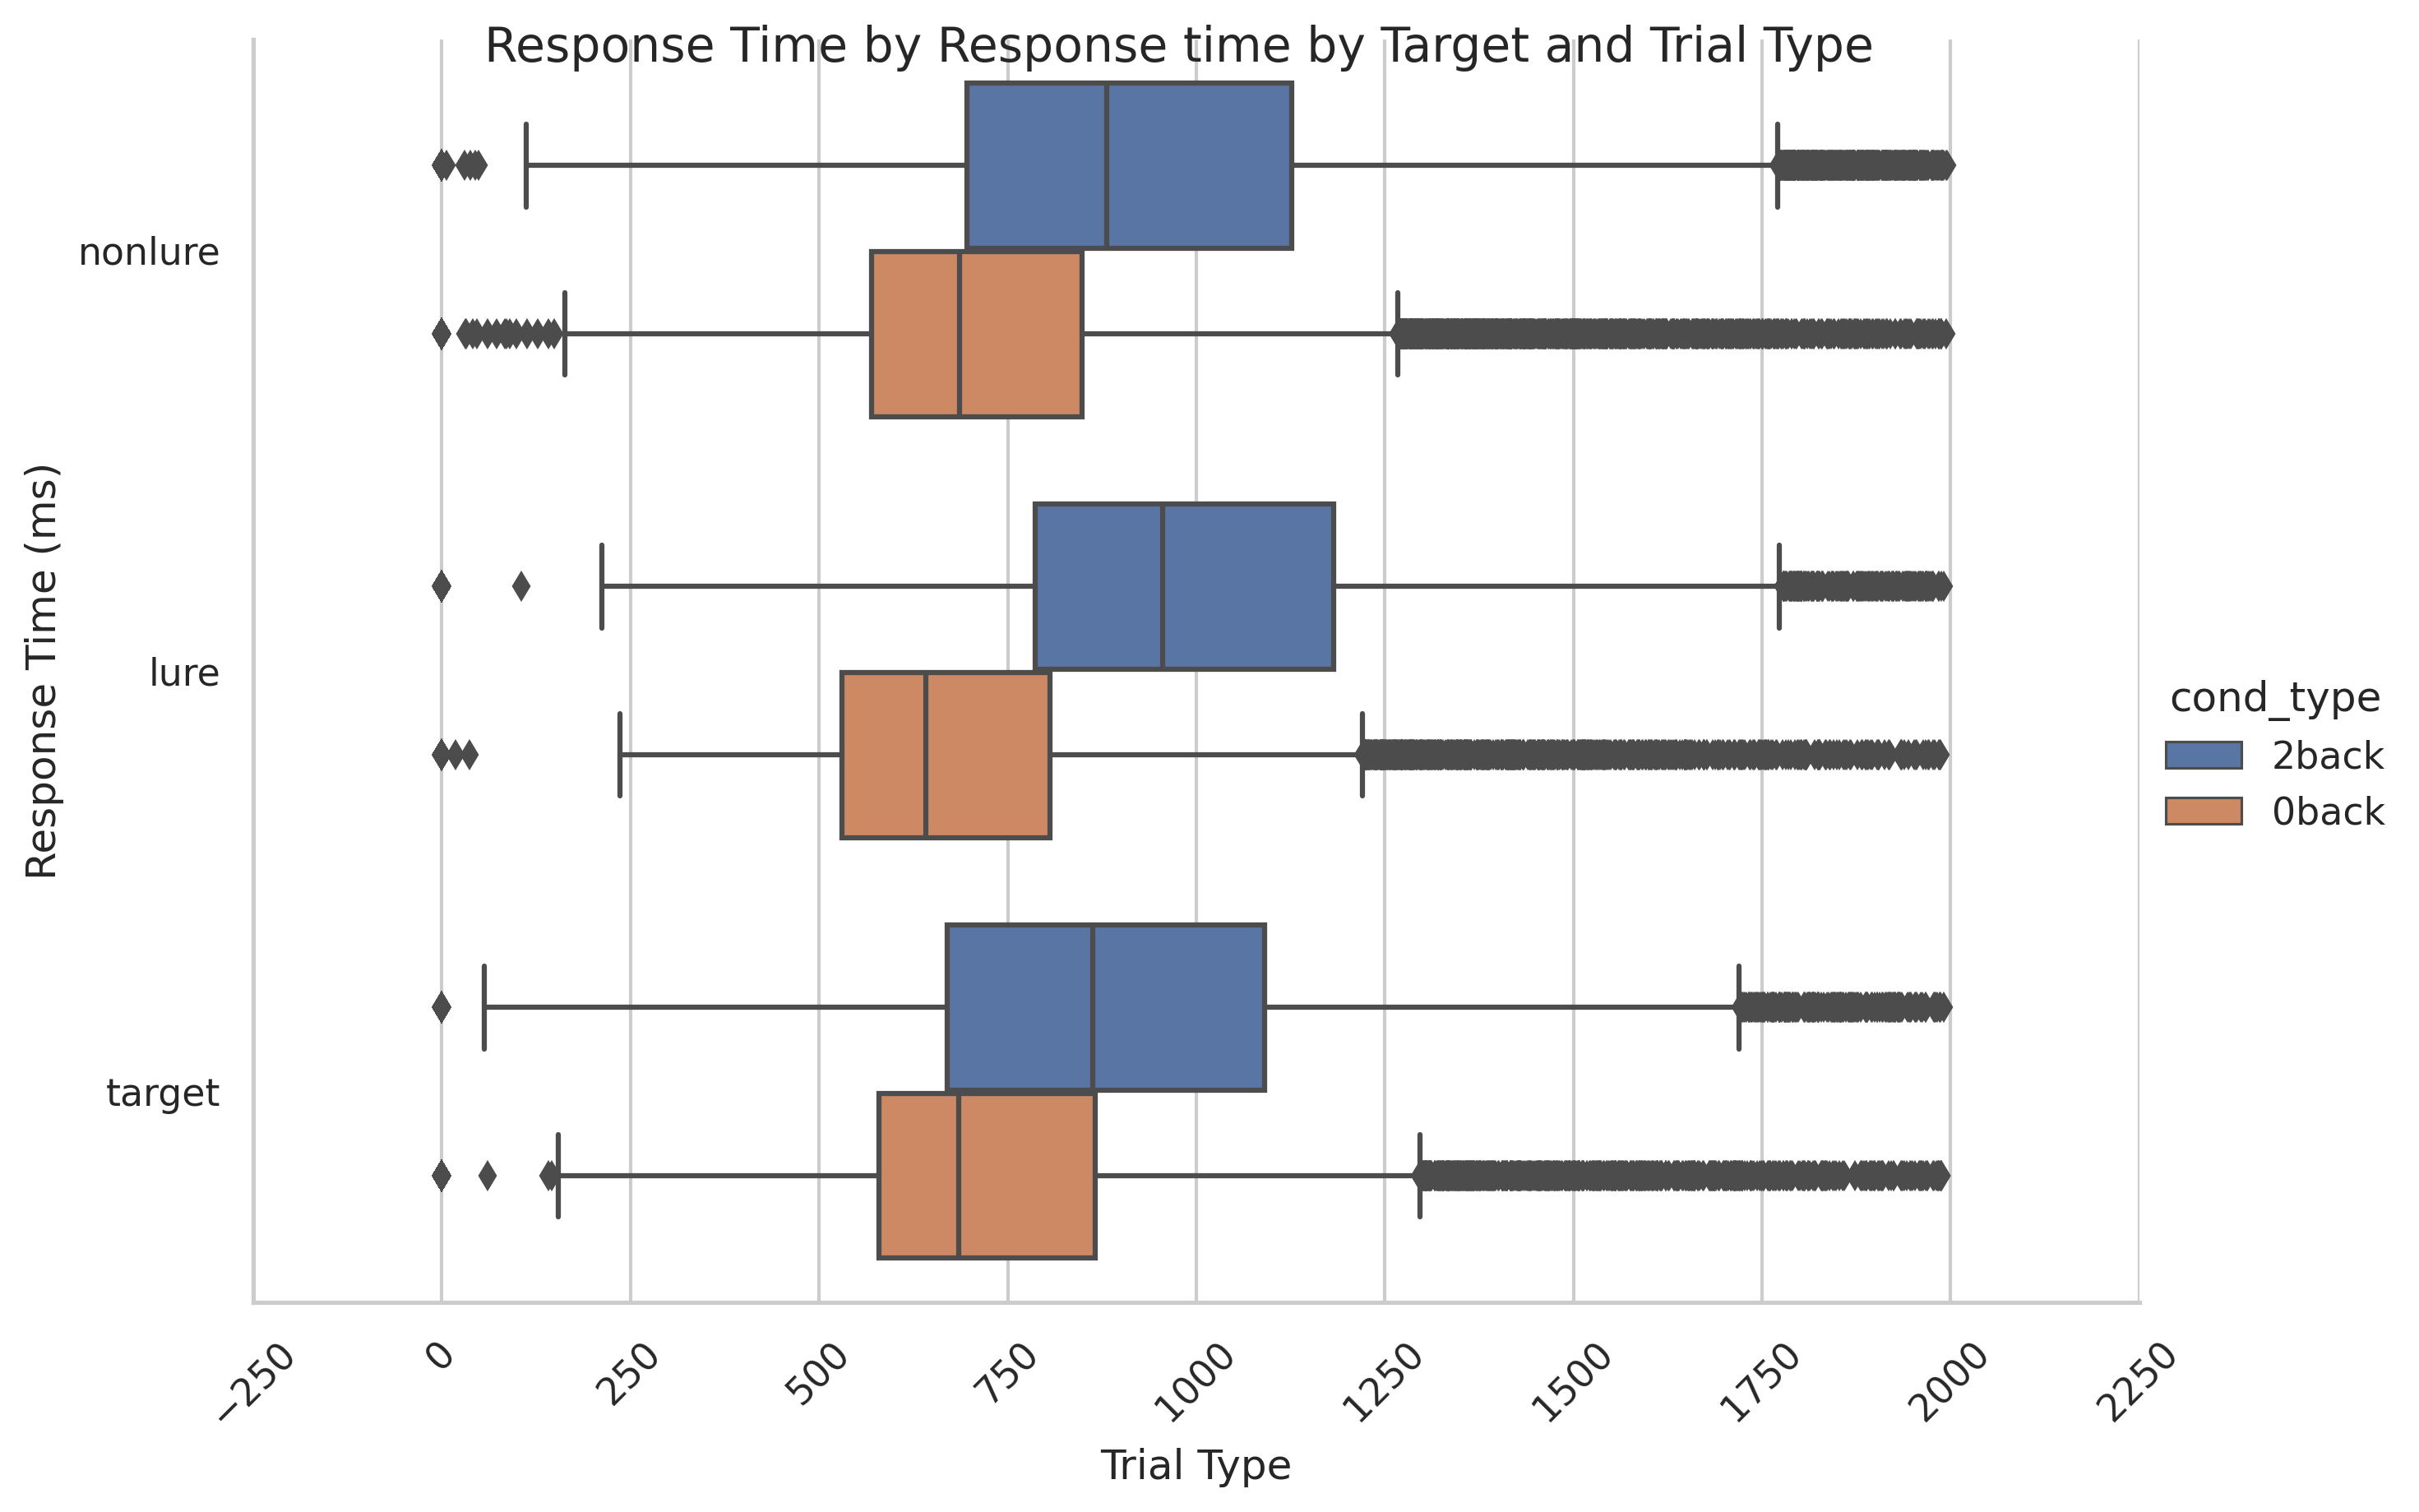 Response Time by Response time by Target and Trial Type
nonlure
lure
target
Response Time (ms)
cond_type
2back
0back
−250
0
250
500
750
1000
1250
1500
1750
2000
2250
Trial Type